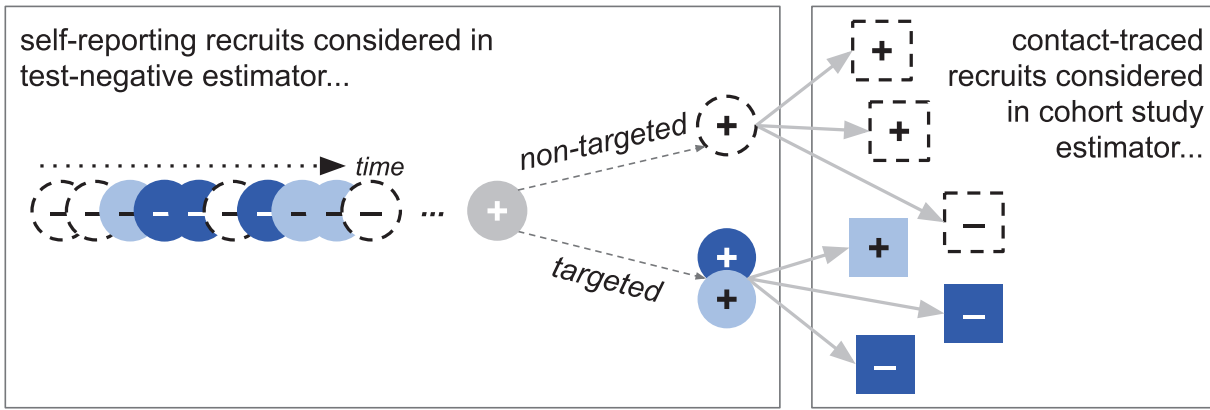 self-reporting recruits considered in
test-negative estimator...
contact-traced
recruits considered
in cohort study
estimator...
time
− − − − − − − − − − ...
+
non-targeted
targeted
+
+
+
+
+
−
+
−
−